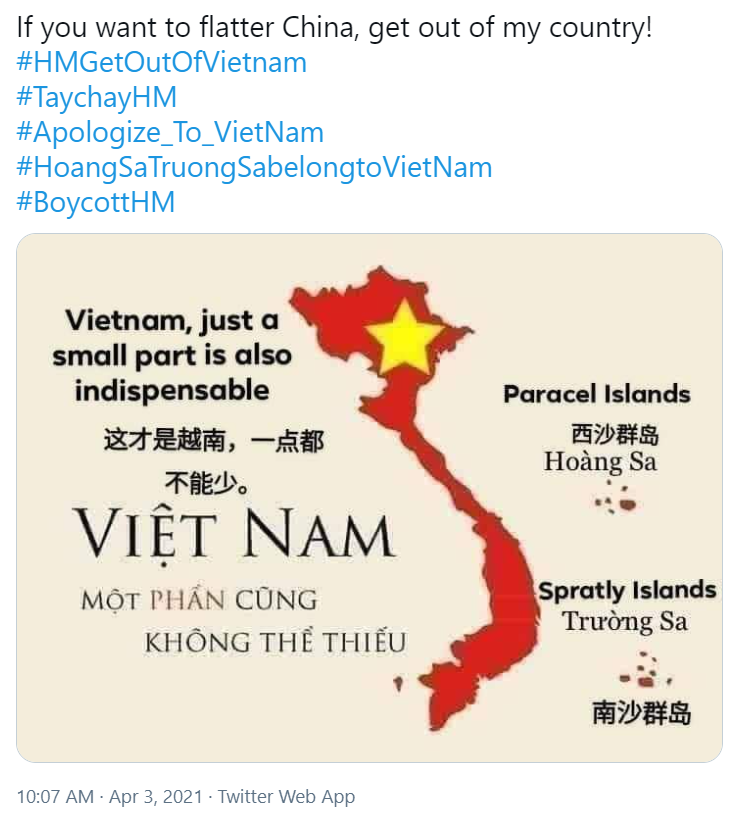 If you want to flatter China, get out of my country!
#HMGetOutOfVietnam
#TaychayHM
#Apologize_To_VietNam
#HoangSaTruongSabelongtoVietNam
#BoycottHM
Vietnam, just a
small part is also
indispensable
这才是越南，一点都
不能少。
VIỆT NAM
MỘT PHẦN CŨNG
KHÔNG THỂ THIẾU
Paracel Islands
西沙群岛
Hoàng Sa
Spratly Islands
Trường Sa
南沙群岛
10:07 AM · Apr 3, 2021 · Twitter Web App